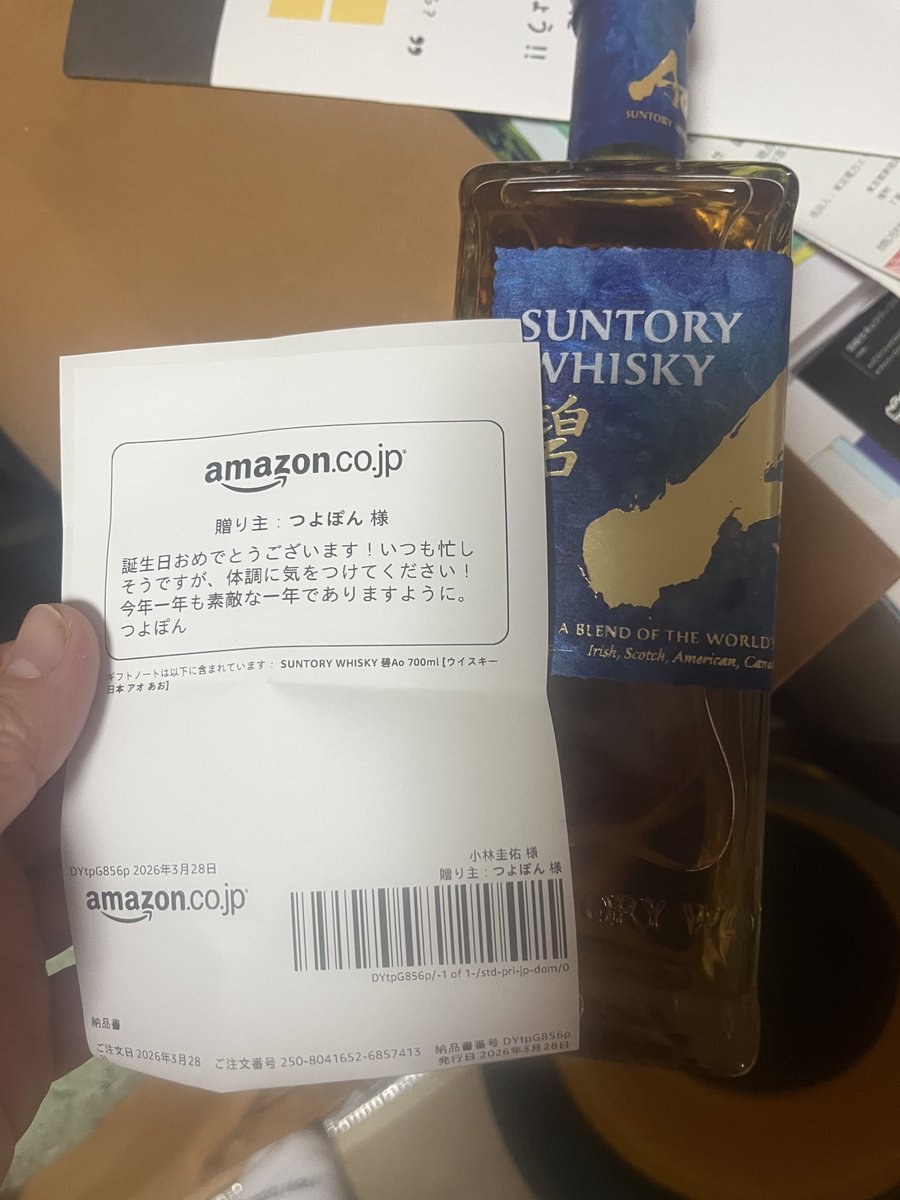 ょう!!
Ao
SUNTORY
SUNTORY
WHISKY
碧
A BLEND OF THE WORLD'
Irish, Scotch, American, Cana
ORY WI
amazon.co.jp
贈り主：つよぽん 様
誕生日おめでとうございます！いつも忙し
そうですが、体調に気をつけてください！
今年一年も素敵な一年でありますように。
つよぽん
ギフトノートは以下に含まれています： SUNTORY WHISKY 碧Ao 700ml [ウイスキー
日本 アオ あお]
小林圭佑 様
贈り主：つよぽん 様
DYtpG856p 2026年3月28日
amazon.co.jp
DYtpG856p/-1 of 1-/std-pri-jp-dom/0
納品書
ご注文日 2026年3月28
ご注文番号 250-8041652-6857413
納品書番号 DYtpG856p
発行日 2026年3月28日